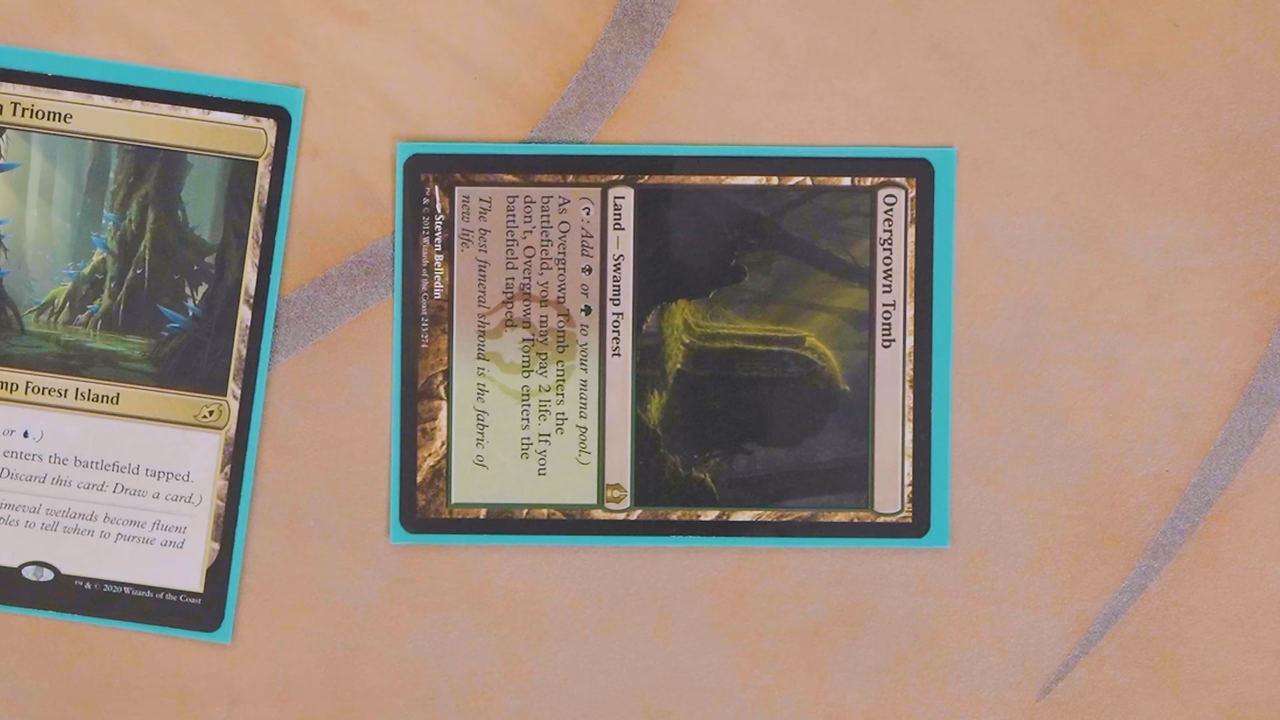 n Triome
mp Forest Island
or .)
enters the battlefield tapped.
Discard this card: Draw a card.)
imeval wetlands become fluent
ples to tell when to pursue and
™ & © 2020 Wizards of the Coast
Overgrown Tomb
Land — Swamp Forest
(: Add or to your mana pool.)
As Overgrown Tomb enters the
battlefield, you may pay 2 life. If you
don't, Overgrown Tomb enters the
battlefield tapped.
The best funeral shroud is the fabric of
new life.
Steven Belledin
™ & © 2012 Wizards of the Coast 243/274